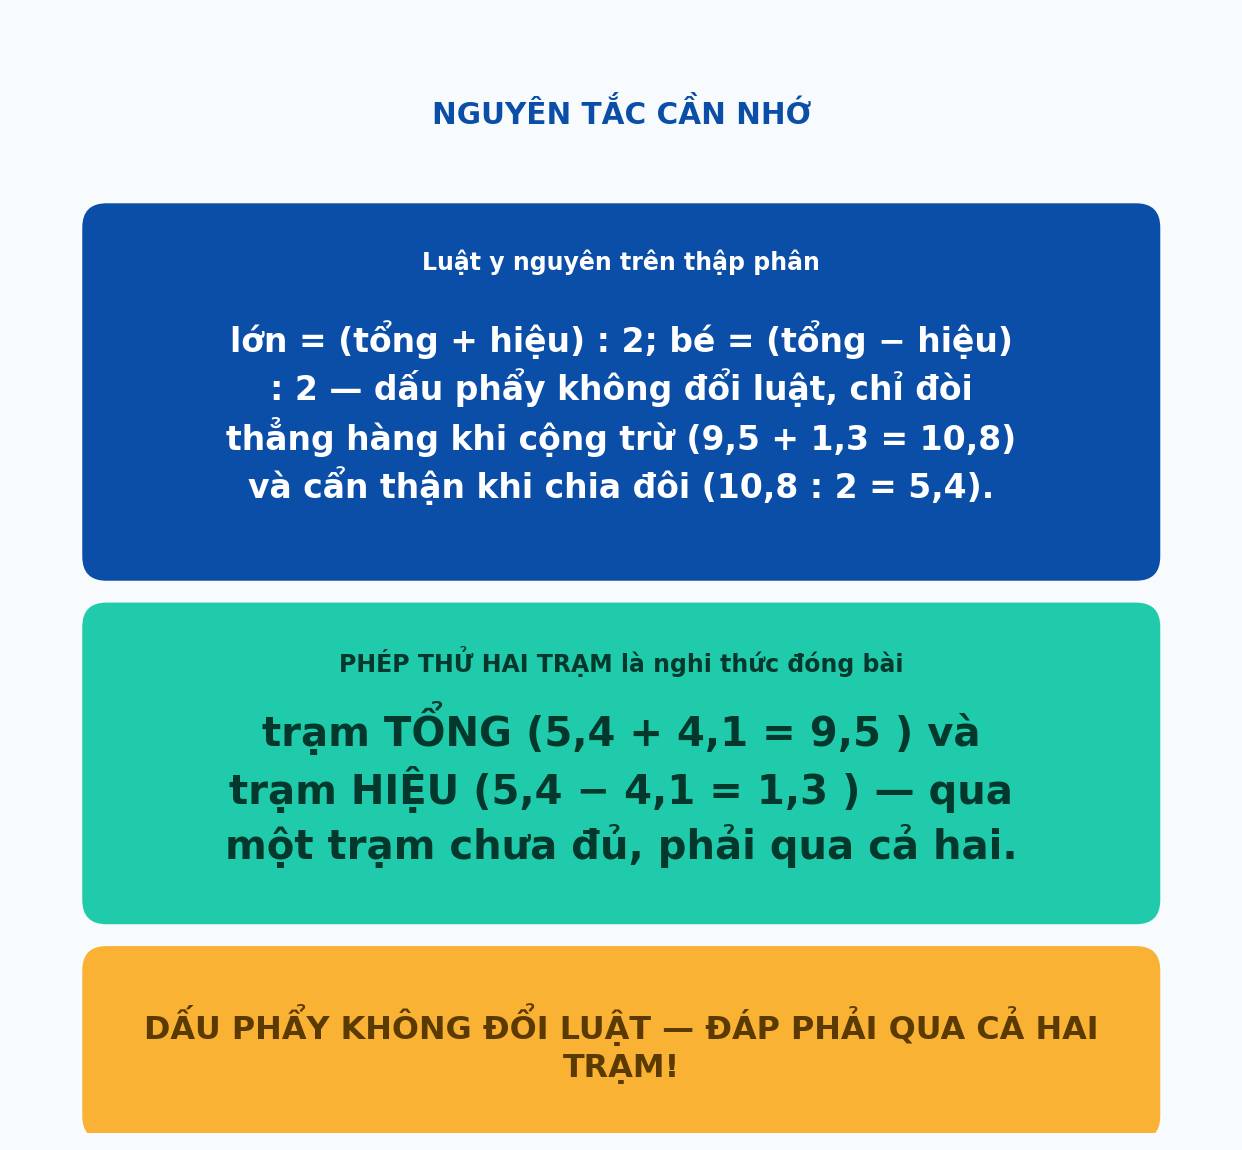 NGUYÊN TẮC CẦN NHỚ
Luật y nguyên trên thập phân
lớn = (tổng + hiệu) : 2; bé = (tổng − hiệu)
: 2 — dấu phẩy không đổi luật, chỉ đòi
thẳng hàng khi cộng trừ (9,5 + 1,3 = 10,8)
và cẩn thận khi chia đôi (10,8 : 2 = 5,4).
PHÉP THỬ HAI TRẠM là nghi thức đóng bài
trạm TỔNG (5,4 + 4,1 = 9,5 ) và
trạm HIỆU (5,4 − 4,1 = 1,3 ) — qua
một trạm chưa đủ, phải qua cả hai.
DẤU PHẨY KHÔNG ĐỔI LUẬT — ĐÁP PHẢI QUA CẢ HAI
TRẠM!